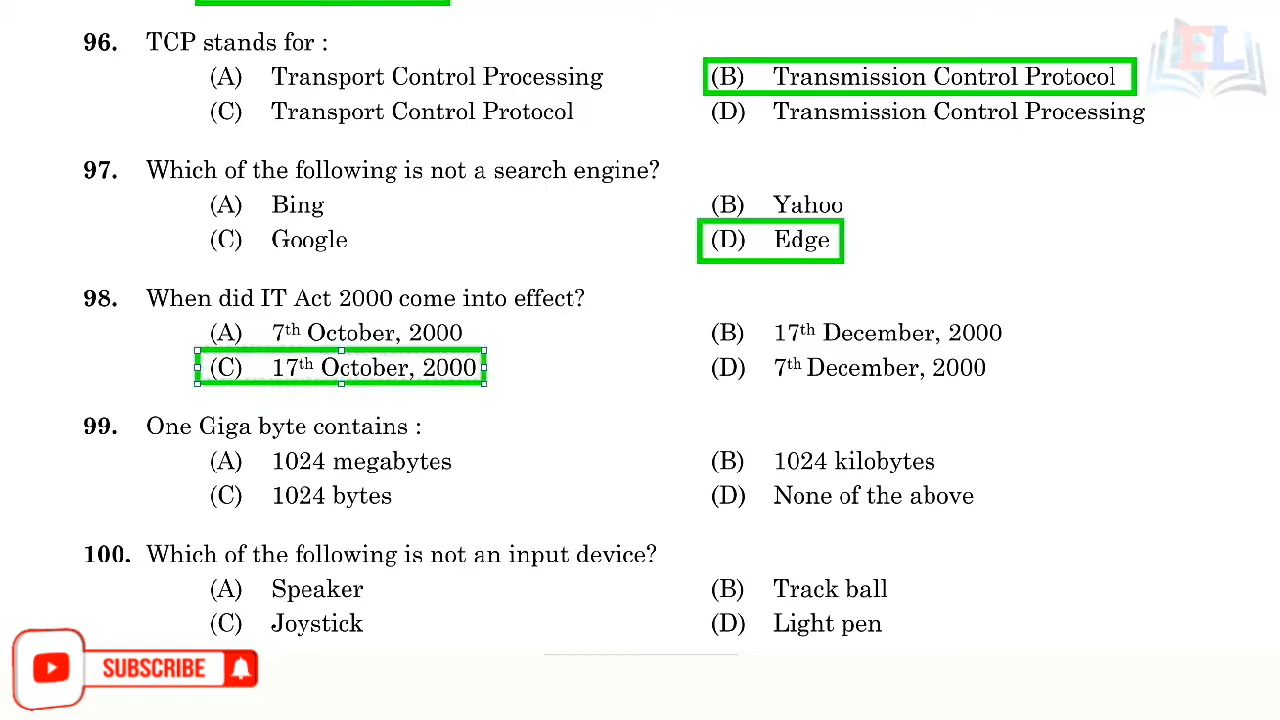 EL
96. TCP stands for :
(A) Transport Control Processing (B) Transmission Control Protocol
(C) Transport Control Protocol (D) Transmission Control Processing
97. Which of the following is not a search engine?
(A) Bing (B) Yahoo
(C) Google (D) Edge
98. When did IT Act 2000 come into effect?
(A) 7th October, 2000 (B) 17th December, 2000
(C) 17th October, 2000 (D) 7th December, 2000
99. One Giga byte contains :
(A) 1024 megabytes (B) 1024 kilobytes
(C) 1024 bytes (D) None of the above
100. Which of the following is not an input device?
(A) Speaker (B) Track ball
(C) Joystick (D) Light pen
SUBSCRIBE